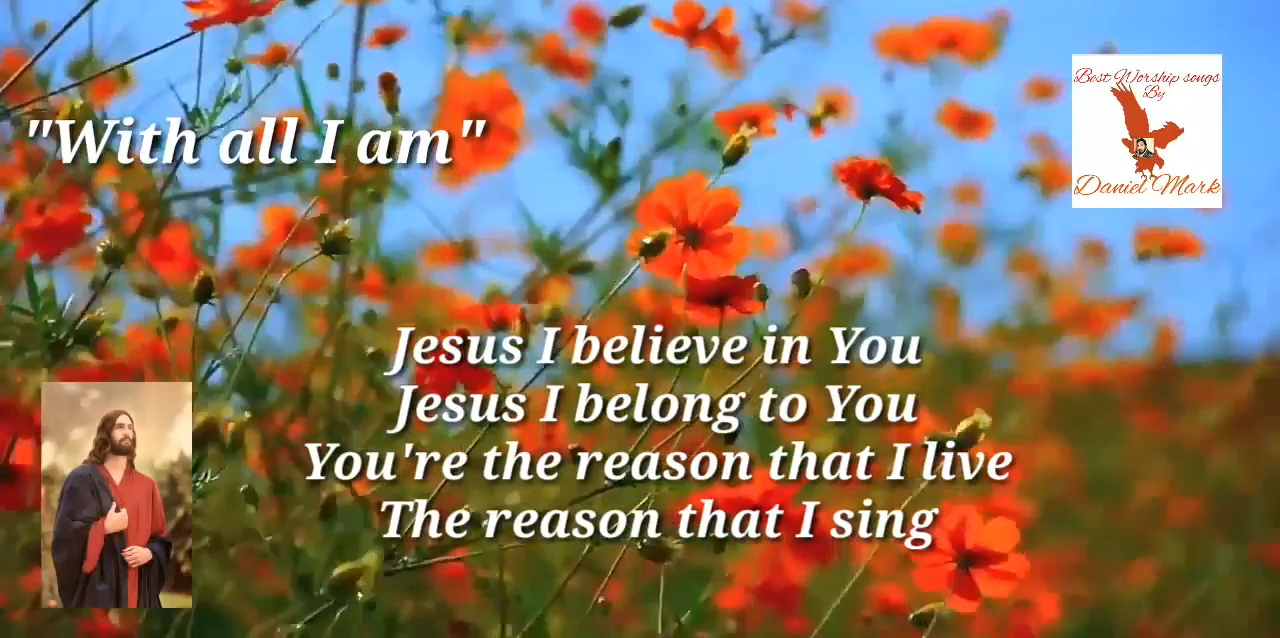 "With all I am"
Best Worship songs
By
Daniel Mark
Jesus I believe in You
Jesus I belong to You
You're the reason that I live
The reason that I sing